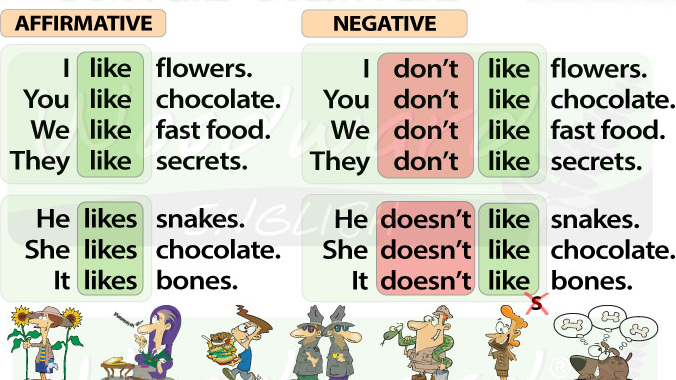 AFFIRMATIVE
NEGATIVE
I like flowers.
You like chocolate.
We like fast food.
They like secrets.
I don't like flowers.
You don't like chocolate.
We don't like fast food.
They don't like secrets.
He likes snakes.
She likes chocolate.
It likes bones.
He doesn't like snakes.
She doesn't like chocolate.
It doesn't like bones.
s
Woodward
ENGLISH
®